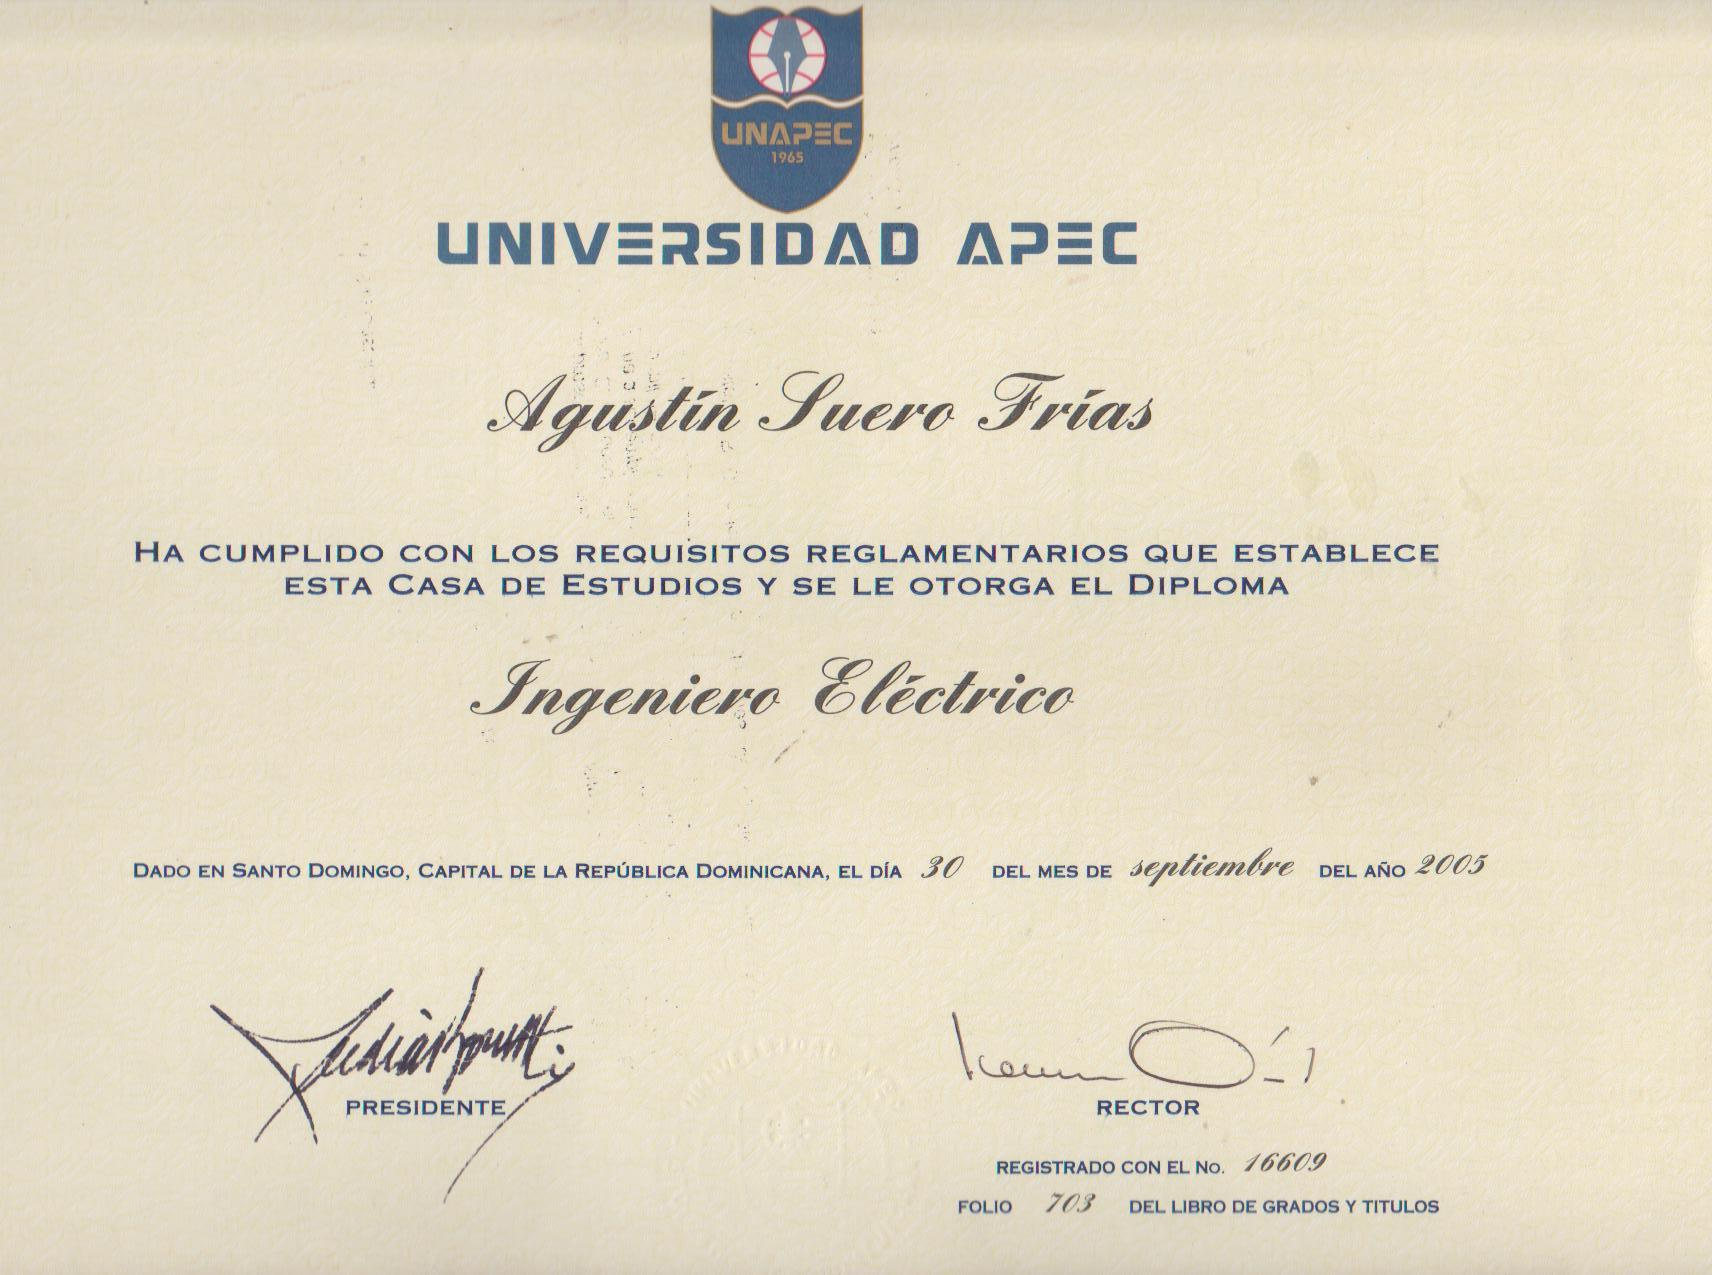 UNAPEC
1965
UNIVERSIDAD APEC
Agustín Suero Frías
HA CUMPLIDO CON LOS REQUISITOS REGLAMENTARIOS QUE ESTABLECE
ESTA CASA DE ESTUDIOS Y SE LE OTORGA EL DIPLOMA
Ingeniero Eléctrico
DADO EN SANTO DOMINGO, CAPITAL DE LA REPÚBLICA DOMINICANA, EL DÍA 30 DEL MES DE septiembre DEL AÑO 2005
PRESIDENTE
RECTOR
REGISTRADO CON EL NO. 16609
FOLIO 703 DEL LIBRO DE GRADOS Y TITULOS